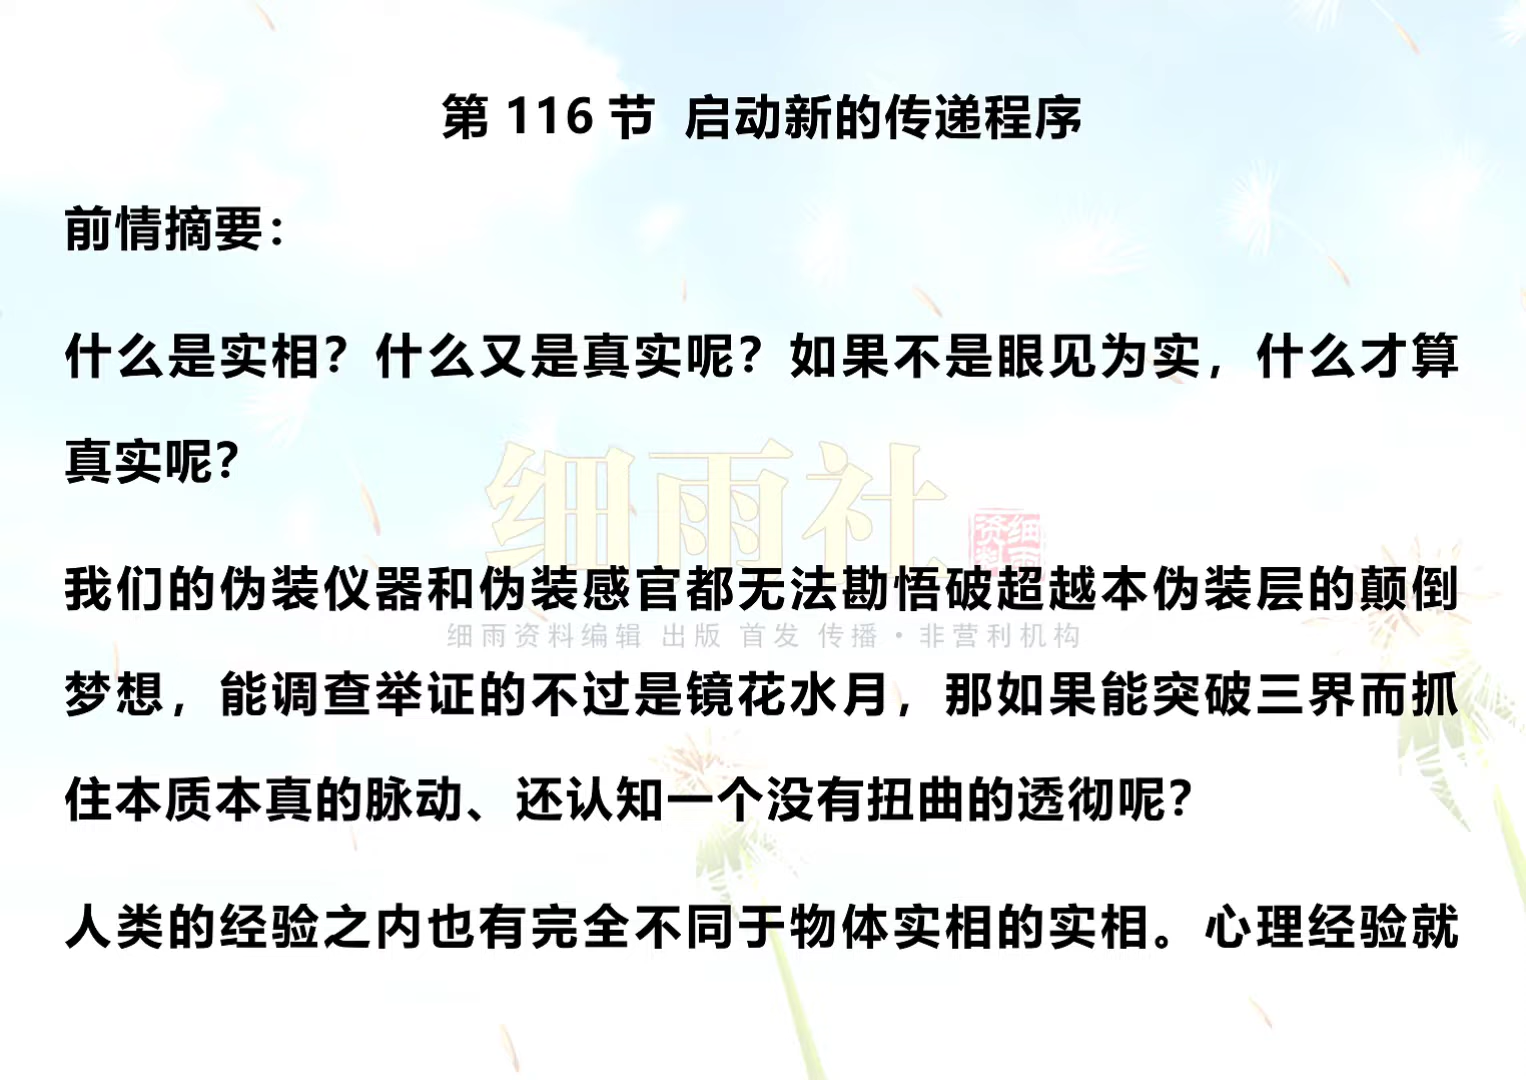 第 116 节 启动新的传递程序
前情摘要：
什么是实相？什么又是真实呢？如果不是眼见为实，什么才算
真实呢？
细雨社
细雨资料
我们的伪装仪器和伪装感官都无法勘悟破超越本伪装层的颠倒
细雨资料编辑 出版 首发 传播·非营利机构
梦想，能调查举证的不过是镜花水月，那如果能突破三界而抓
住本质本真的脉动、还认知一个没有扭曲的透彻呢？
人类的经验之内也有完全不同于物体实相的实相。心理经验就